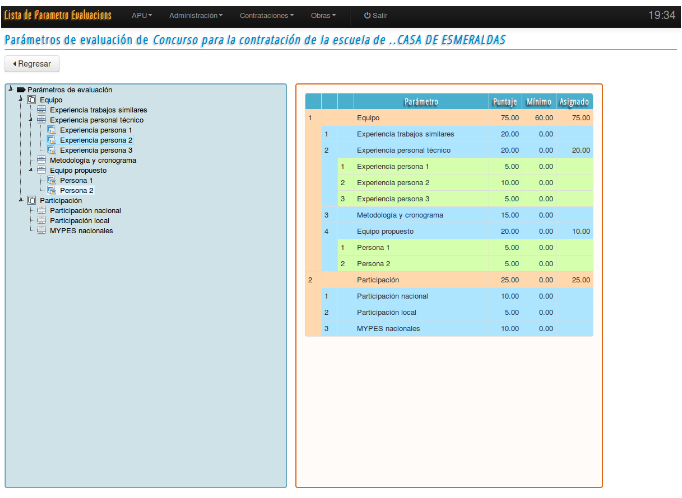 Lista de Parametro Evaluacions APU Administración Contrataciones Obras Salir 19:34
Parámetros de evaluación de Concurso para la contratación de la escuela de ..CASA DE ESMERALDAS
Regresar
Parámetros de evaluación
Equipo
Experiencia trabajos similares
Experiencia personal técnico
Experiencia persona 1
Experiencia persona 2
Experiencia persona 3
Metodología y cronograma
Equipo propuesto
Persona 1
Persona 2
Participación
Participación nacional
Participación local
MYPES nacionales
Parámetro Puntaje Mínimo Asignado
1 Equipo 75.00 60.00 75.00
1 Experiencia trabajos similares 20.00 0.00
2 Experiencia personal técnico 20.00 0.00 20.00
1 Experiencia persona 1 5.00 0.00
2 Experiencia persona 2 10.00 0.00
3 Experiencia persona 3 5.00 0.00
3 Metodología y cronograma 15.00 0.00
4 Equipo propuesto 20.00 0.00 10.00
1 Persona 1 5.00 0.00
2 Persona 2 5.00 0.00
2 Participación 25.00 0.00 25.00
1 Participación nacional 10.00 0.00
2 Participación local 5.00 0.00
3 MYPES nacionales 10.00 0.00